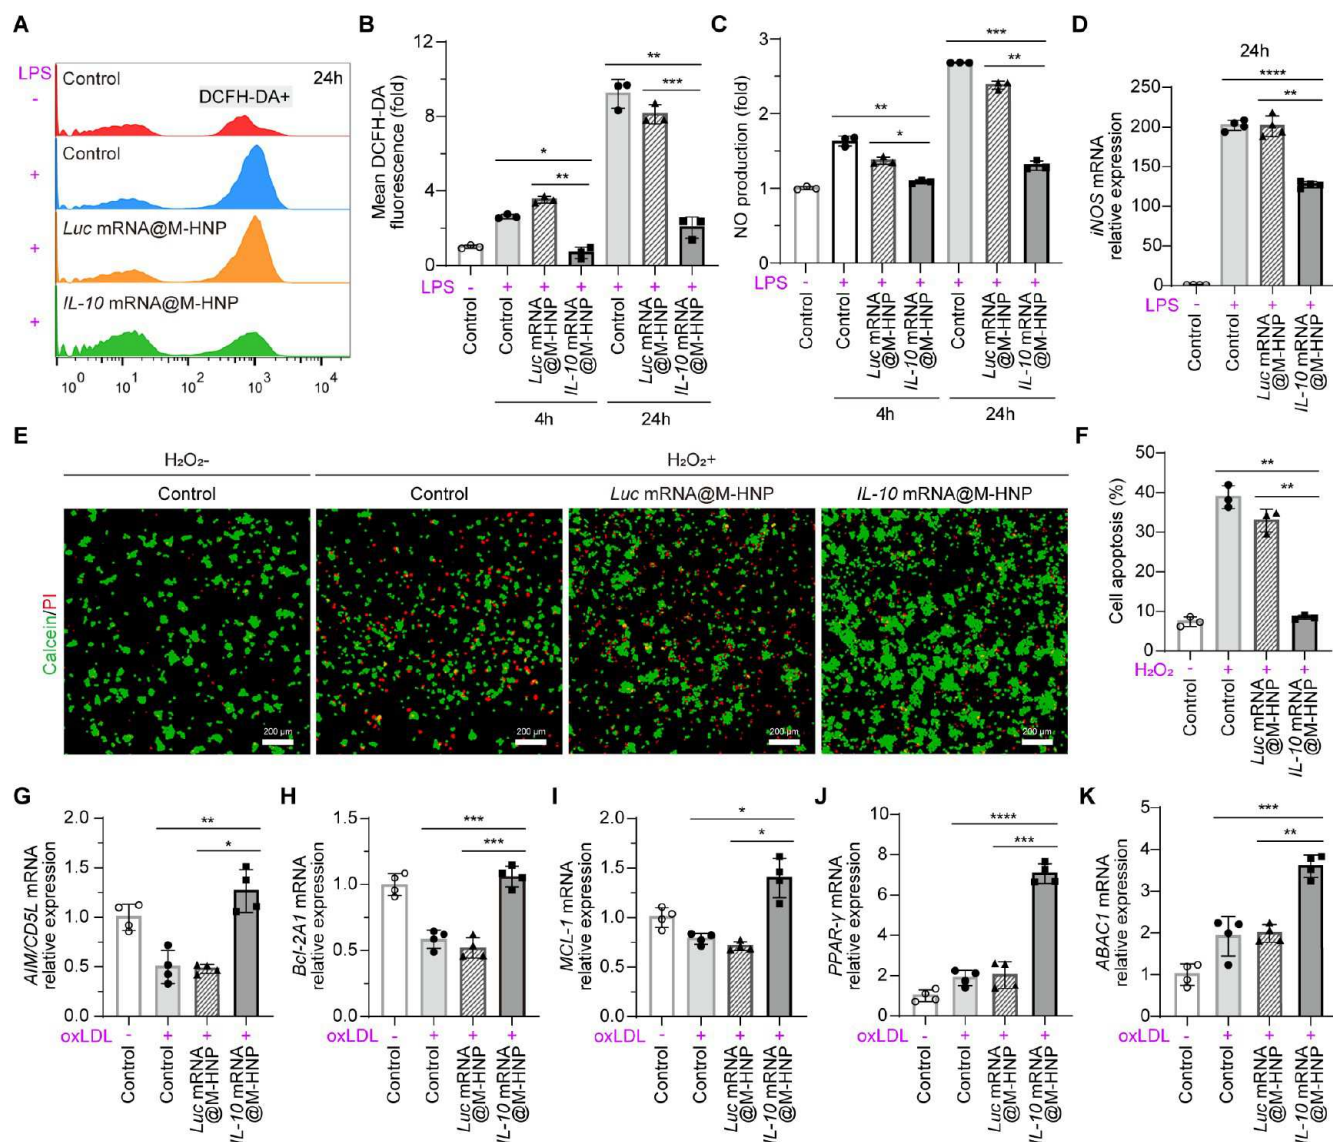 A
LPS
Control
24h
DCFH-DA+
-
Control
+
Luc mRNA@M-HNP
+
IL-10 mRNA@M-HNP
+
10⁰ 10¹ 10² 10³ 10⁴
B
Mean DCFH-DA
fluorescence (fold)
12
8
4
0
**
***
*
**
LPS - + + + + + +
Control
Control
Luc mRNA
@M-HNP
IL-10 mRNA
@M-HNP
Control
Luc mRNA
@M-HNP
IL-10 mRNA
@M-HNP
4h
24h
C
NO production (fold)
3
2
1
0
***
**
**
*
LPS - + + + + + +
Control
Control
Luc mRNA
@M-HNP
IL-10 mRNA
@M-HNP
Control
Luc mRNA
@M-HNP
IL-10 mRNA
@M-HNP
4h
24h
D
24h
iNOS mRNA
relative expression
250
200
150
100
50
0
****
**
LPS - + + +
Control
Control
Luc mRNA
@M-HNP
IL-10 mRNA
@M-HNP
E
H₂O₂-
H₂O₂+
Control
Control
Luc mRNA@M-HNP
IL-10 mRNA@M-HNP
Calcein/PI
200 μm
200 μm
200 μm
200 μm
F
Cell apoptosis (%)
50
40
30
20
10
0
**
**
H₂O₂ - + + +
Control
Control
Luc mRNA
@M-HNP
IL-10 mRNA
@M-HNP
G
AIM/CD5L mRNA
relative expression
2.0
1.5
1.0
0.5
0.0
**
*
oxLDL - + + +
Control
Control
Luc mRNA
@M-HNP
IL-10 mRNA
@M-HNP
H
Bcl-2A1 mRNA
relative expression
1.5
1.0
0.5
0.0
***
***
- + + +
Control
Control
Luc mRNA
@M-HNP
IL-10 mRNA
@M-HNP
I
MCL-1 mRNA
relative expression
2.0
1.5
1.0
0.5
0.0
*
*
oxLDL - + + +
Control
Control
Luc mRNA
@M-HNP
IL-10 mRNA
@M-HNP
J
PPAR-γ mRNA
relative expression
10
8
6
4
2
0
****
***
- + + +
Control
Control
Luc mRNA
@M-HNP
IL-10 mRNA
@M-HNP
K
ABAC1 mRNA
relative expression
5
4
3
2
1
0
***
**
oxLDL - + + +
Control
Control
Luc mRNA
@M-HNP
IL-10 mRNA
@M-HNP